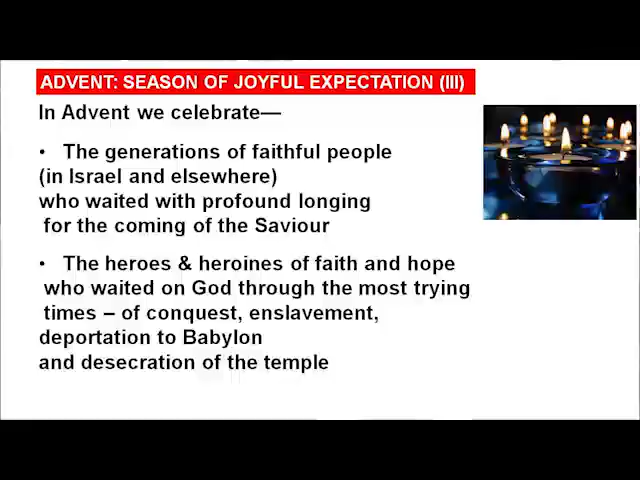 ADVENT: SEASON OF JOYFUL EXPECTATION (III)
In Advent we celebrate—
• The generations of faithful people
(in Israel and elsewhere)
who waited with profound longing
for the coming of the Saviour
• The heroes & heroines of faith and hope
who waited on God through the most trying
times – of conquest, enslavement,
deportation to Babylon
and desecration of the temple